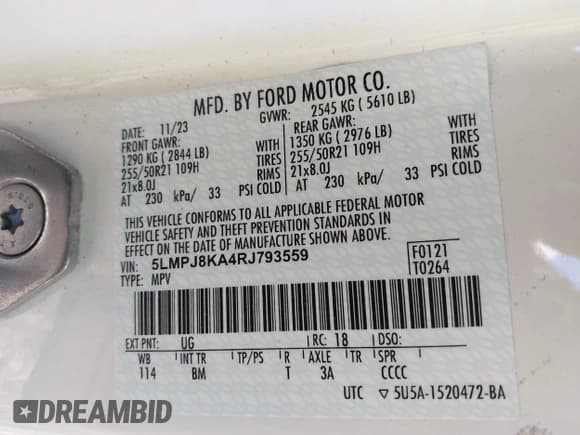 MFD. BY FORD MOTOR CO.
DATE: 11/23 GVWR: 2545 KG ( 5610 LB)
FRONT GAWR: REAR GAWR:
1290 KG ( 2844 LB) WITH 1350 KG ( 2976 LB) WITH
255/50R21 109H TIRES 255/50R21 109H TIRES
21x8.0J RIMS 21x8.0J RIMS
AT 230 kPa/ 33 PSI COLD AT 230 kPa/ 33 PSI COLD
THIS VEHICLE CONFORMS TO ALL APPLICABLE FEDERAL MOTOR
VEHICLE SAFETY AND THEFT PREVENTION STANDARDS IN
EFFECT ON THE DATE OF MANUFACTURE SHOWN ABOVE.
VIN: 5LMPJ8KA4RJ793559 F0121
TYPE: MPV T0264
EXT PNT: UG RC: 18 DSO:
WB INT TR TP/PS R AXLE TR SPR
114 BM T 3A CCCC
UTC ▽ 5U5A-1520472-BA
DREAMBID